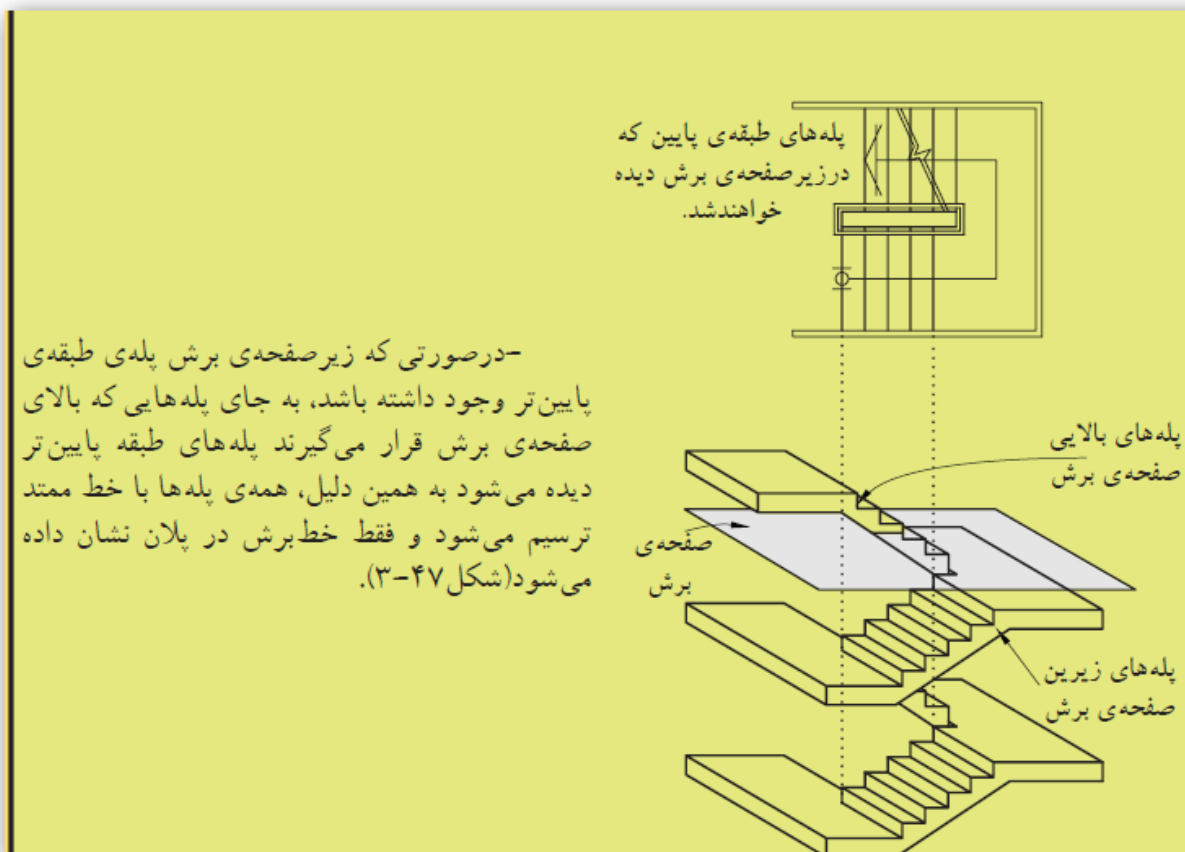 پله‌های طبقه‌ی پایین که
درزیرصفحه‌ی برش دیده
خواهندشد.
-درصورتی که زیرصفحه‌ی برش پله‌ی طبقه‌ی
پایین‌تر وجود داشته باشد، به جای پله‌هایی که بالای
صفحه‌ی برش قرار می‌گیرند پله‌های طبقه پایین‌تر
دیده می‌شود به همین دلیل، همه‌ی پله‌ها با خط ممتد
ترسیم می‌شود و فقط خط‌برش در پلان نشان داده
می‌شود(شکل۴۷-۳).
پله‌های بالایی
صفحه‌ی برش
صفحه‌ی
برش
پله‌های زیرین
صفحه‌ی برش